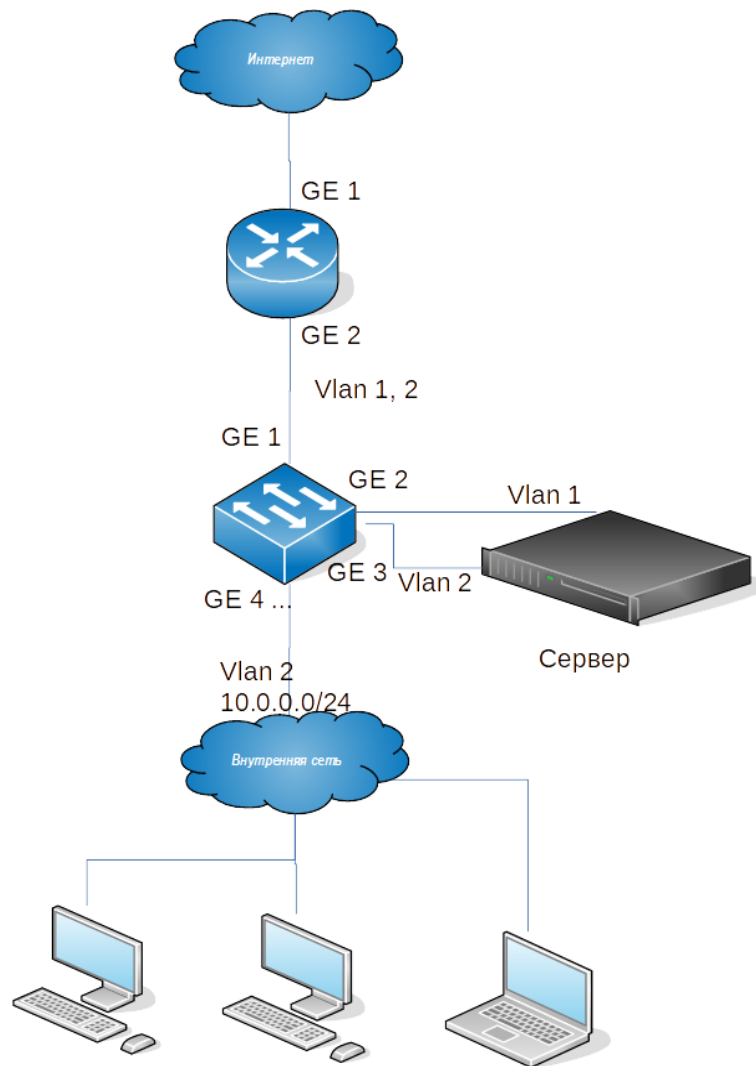 Интернет
GE 1
GE 2
Vlan 1, 2
GE 1
GE 2
Vlan 1
GE 3
Vlan 2
GE 4 ...
Сервер
Vlan 2
10.0.0.0/24
Внутренняя сеть